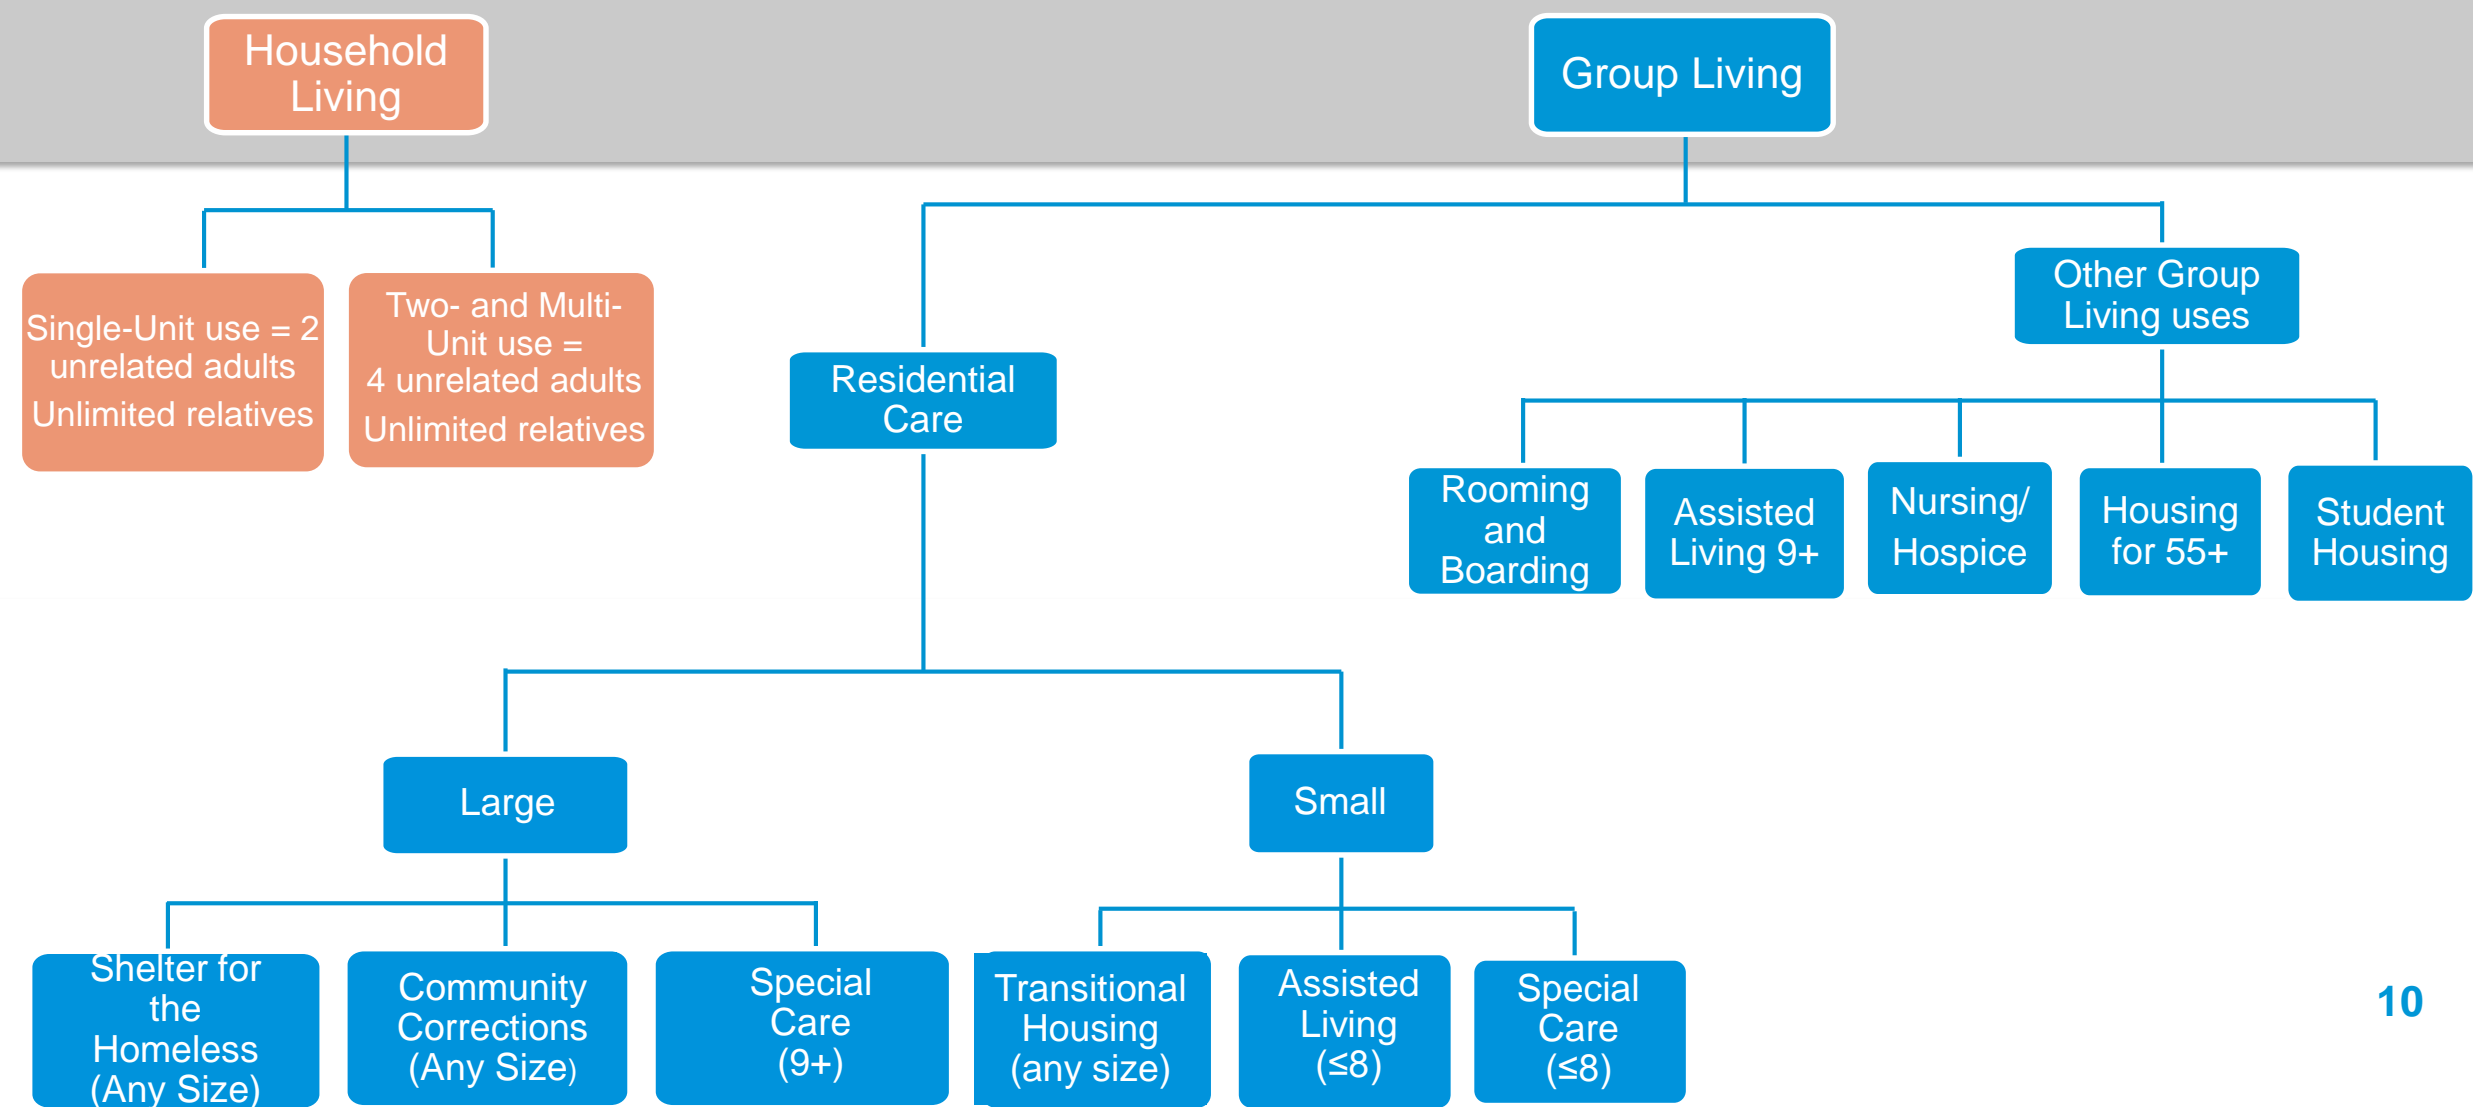 Household
Living
Group Living
Single-Unit use = 2
unrelated adults
Unlimited relatives
Two- and Multi-
Unit use =
4 unrelated adults
Unlimited relatives
Residential
Care
Other Group
Living uses
Rooming
and
Boarding
Assisted
Living 9+
Nursing/
Hospice
Housing
for 55+
Student
Housing
Large
Small
Shelter for
the
Homeless
(Any Size)
Community
Corrections
(Any Size)
Special
Care
(9+)
Transitional
Housing
(any size)
Assisted
Living
(≤8)
Special
Care
(≤8)
10